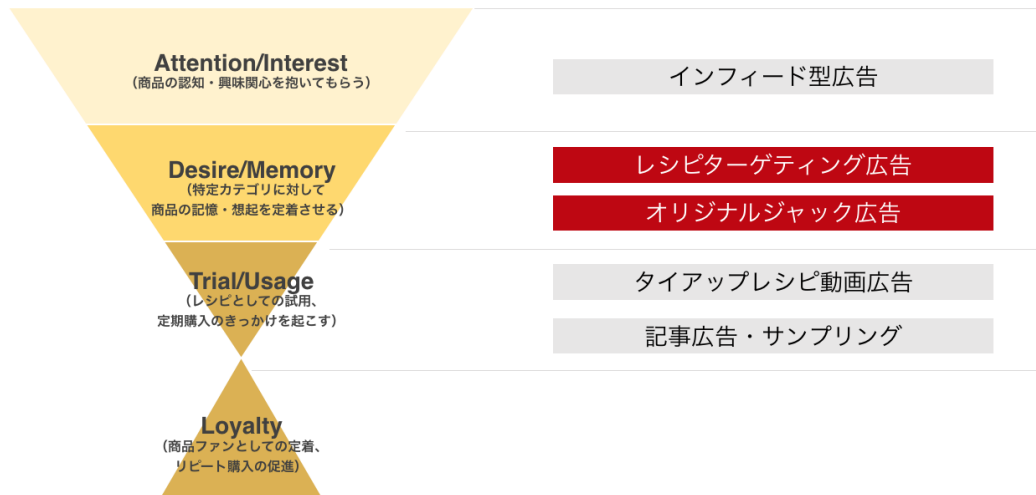 Attention/Interest
（商品の認知・興味関心を抱いてもらう）
インフィード型広告
Desire/Memory
（特定カテゴリに対して
商品の記憶・想起を定着させる）
レシピターゲティング広告
オリジナルジャック広告
Trial/Usage
（レシピとしての試用、
定期購入のきっかけを起こす）
タイアップレシピ動画広告
記事広告・サンプリング
Loyalty
（商品ファンとしての定着、
リピート購入の促進）